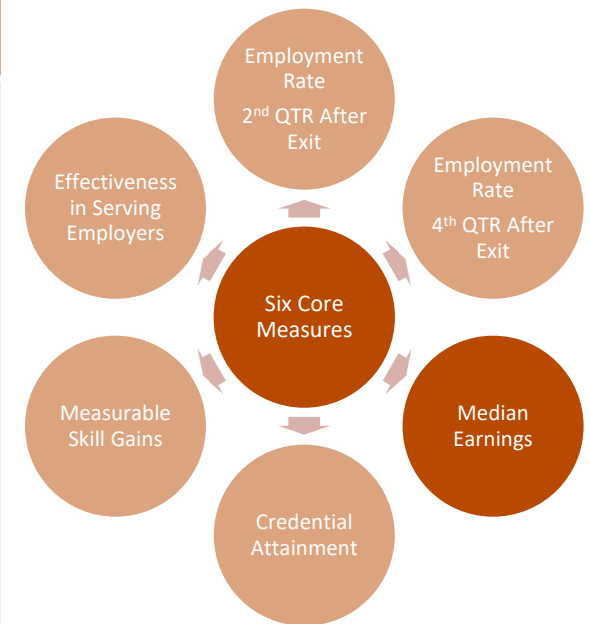 Employment
Rate
2nd QTR After
Exit
Employment
Rate
4th QTR After
Exit
Median
Earnings
Credential
Attainment
Measurable
Skill Gains
Effectiveness
in Serving
Employers
Six Core
Measures